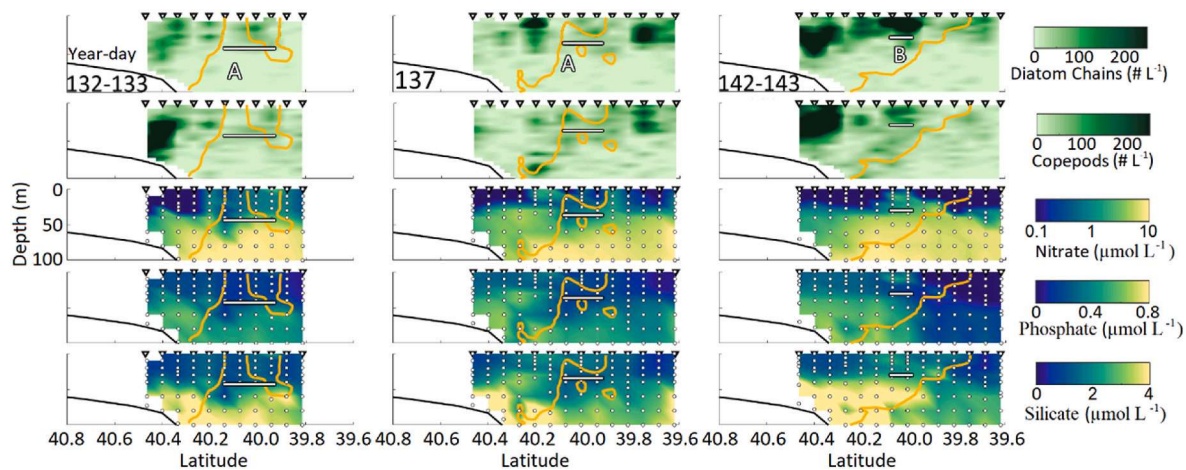 Year-day
132-133
A
137
A
142-143
B
0 100 200
Diatom Chains (# L⁻¹)
0 100 200
Copepods (# L⁻¹)
Depth (m)
0
50
100
0.1 1 10
Nitrate (µmol L⁻¹)
0 0.4 0.8
Phosphate (µmol L⁻¹)
0 2 4
Silicate (µmol L⁻¹)
40.8 40.6 40.4 40.2 40.0 39.8 40.8 40.6 40.4 40.2 40.0 39.8 39.6 40.8 40.6 40.4 40.2 40.0 39.8 39.6
Latitude Latitude Latitude